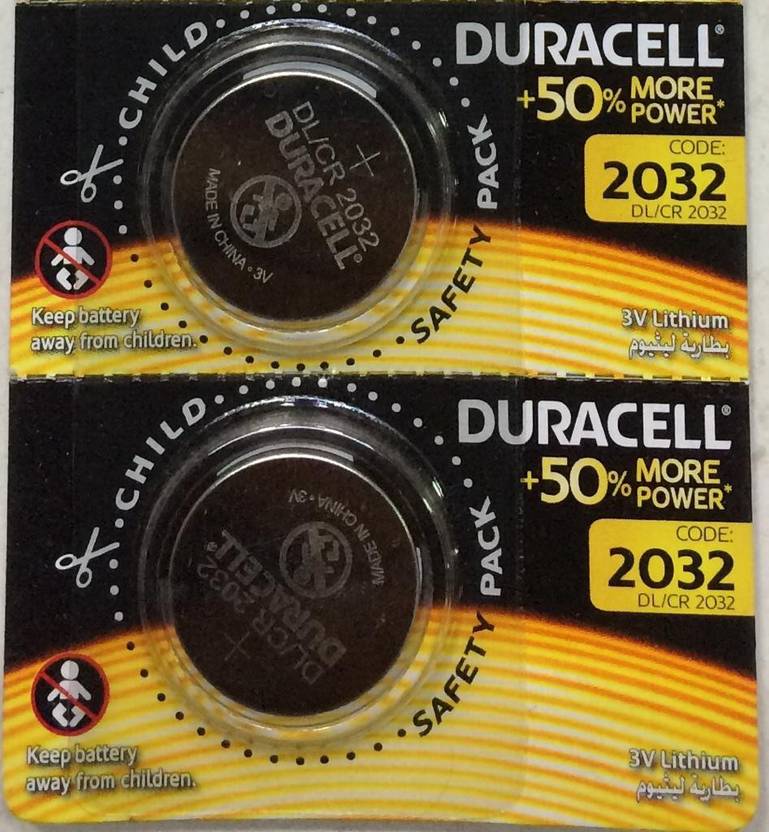 CHILD
SAFETY PACK
DURACELL®
+50% MORE
POWER*
CODE:
2032
DL/CR 2032
+
DL/CR 2032
DURACELL®
MADE IN CHINA • 3V
Keep battery
away from children.
3V Lithium
بطارية ليثيوم
CHILD
SAFETY PACK
DURACELL®
+50% MORE
POWER*
CODE:
2032
DL/CR 2032
+
DL/CR 2032
DURACELL®
MADE IN CHINA • 3V
Keep battery
away from children.
3V Lithium
بطارية ليثيوم